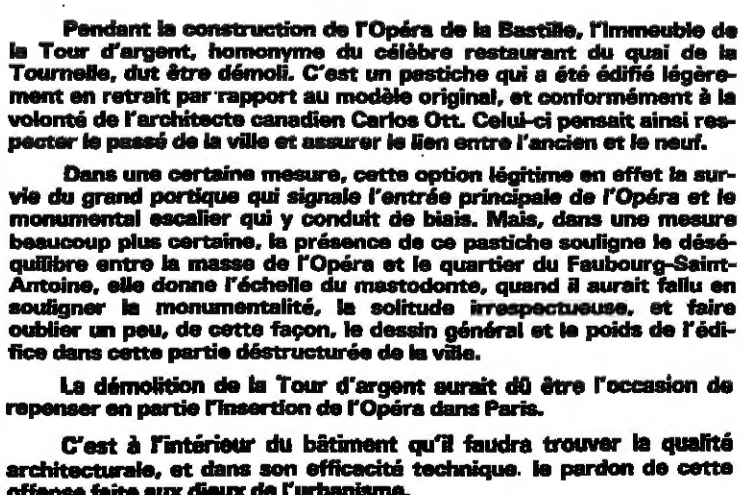 Pendant la construction de l'Opéra de la Bastille, l'immeuble de
la Tour d'argent, homonyme du célèbre restaurant du quai de
Tournelle, dut être démoli. C'est un pastiche qui a été édifié légère-
ment en retrait par rapport au modèle original, et conformément à la
volonté de l'architecte canadien Carlos Ott. Celui-ci pensait ainsi res-
pecter le passé de la ville et assurer le lien entre l'ancien et le neuf.
Dans une certaine mesure, cette option légitime en effet la sur-
vie du grand portique qui signale l'entrée principale de l'Opéra et le
monumental escalier qui y conduit de biais. Mais, dans une mesure
beaucoup plus certaine, la présence de ce pastiche souligne le désé-
quilibre entre la masse de l'Opéra et le quartier du Faubourg-Saint-
Antoine, elle donne l'échelle du mastodonte, quand il aurait fallu en
souligner la monumentalité, la solitude irrespectueuse, et faire
oublier un peu, de cette façon, le dessin général et le poids de l'édi-
fice dans cette partie déstructurée de la ville.
La démolition de la Tour d'argent aurait dû être l'occasion de
repenser en partie l'insertion de l'Opéra dans Paris.
C'est à l'intérieur du bâtiment qu'il faudra trouver la qualité
architecturale, et dans son efficacité technique. le pardon de cette
offense faite aux dieux de l'urbanisme.